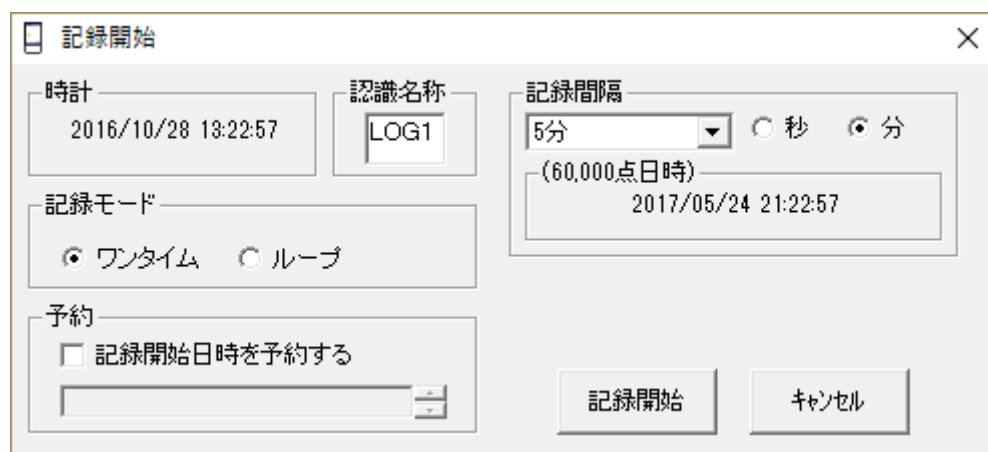 記録開始
時計
2016/10/28 13:22:57
認識名称
LOG1
記録間隔
5分
秒
分
(60,000点日時)
2017/05/24 21:22:57
記録モード
ワンタイム
ループ
予約
記録開始日時を予約する
記録開始
ｷｬﾝｾﾙ